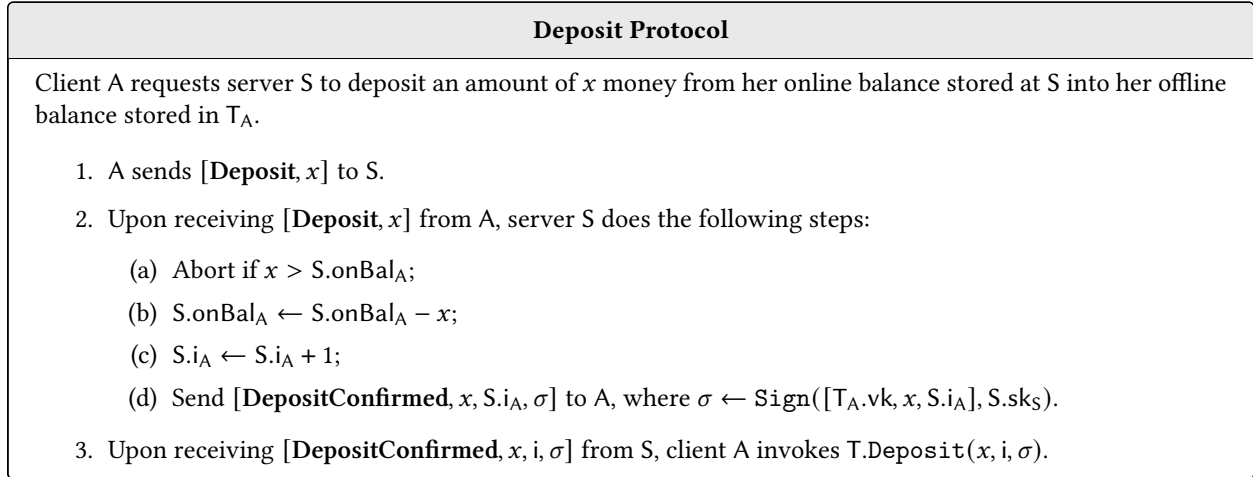 Deposit Protocol
Client A requests server S to deposit an amount of x money from her online balance stored at S into her offline
balance stored in T_A.
1. A sends [Deposit, x] to S.
2. Upon receiving [Deposit, x] from A, server S does the following steps:
(a) Abort if x > S.onBal_A;
(b) S.onBal_A ← S.onBal_A − x;
(c) S.i_A ← S.i_A + 1;
(d) Send [DepositConfirmed, x, S.i_A, σ] to A, where σ ← Sign([T_A.vk, x, S.i_A], S.sk_S).
3. Upon receiving [DepositConfirmed, x, i, σ] from S, client A invokes T.Deposit(x, i, σ).